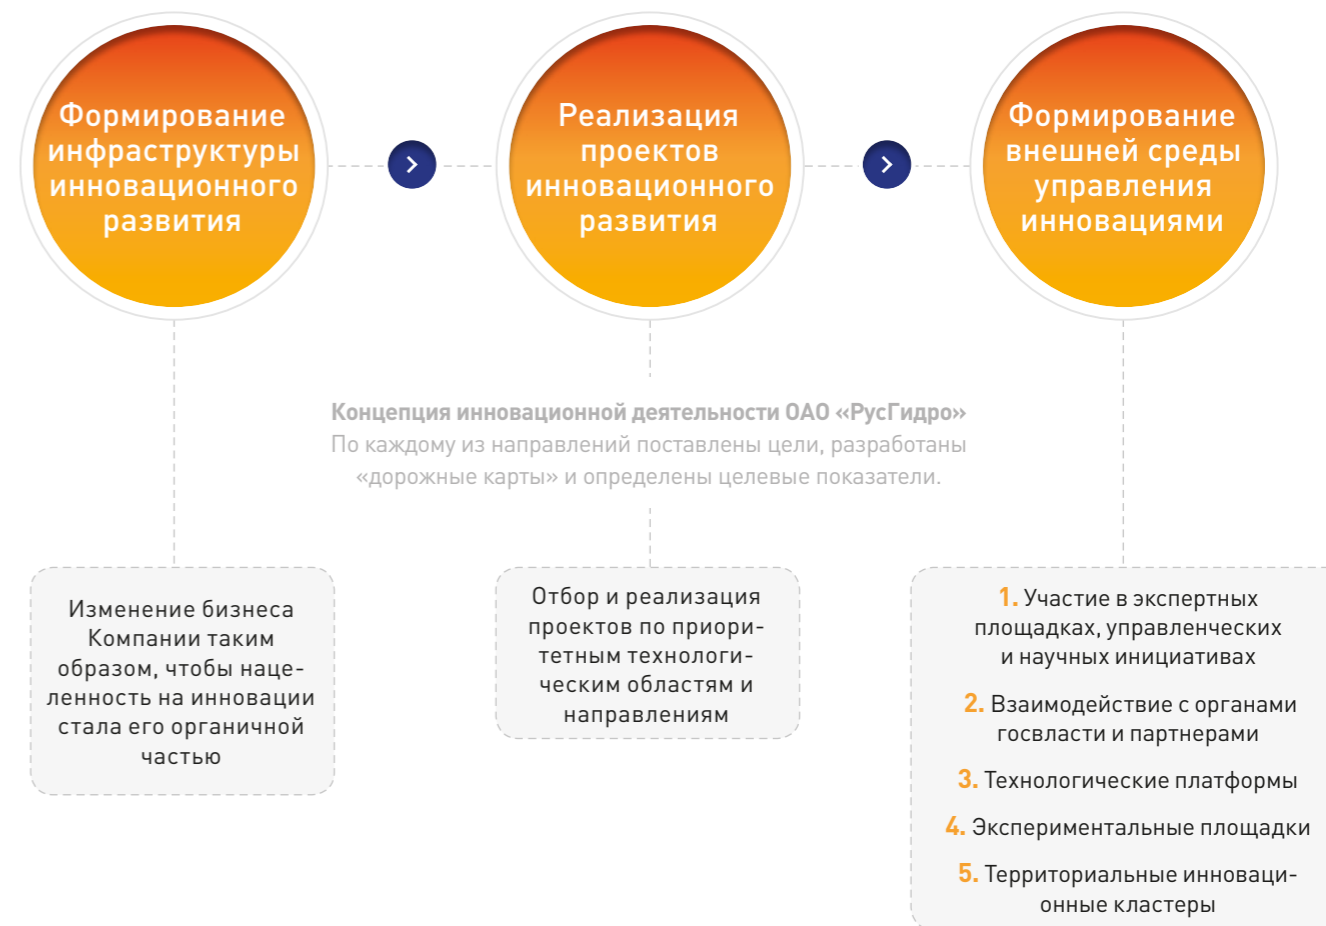 Формирование
инфраструктуры
инновационного
развития
Реализация
проектов
инновационного
развития
Формирование
внешней среды
управления
инновациями
Концепция инновационной деятельности ОАО «РусГидро»
По каждому из направлений поставлены цели, разработаны
«дорожные карты» и определены целевые показатели.
Изменение бизнеса
Компании таким
образом, чтобы наце-
ленность на инновации
стала его органичной
частью
Отбор и реализация
проектов по приори-
тетным технологи-
ческим областям и
направлениям
1. Участие в экспертных
площадках, управленческих
и научных инициативах
2. Взаимодействие с органами
госвласти и партнерами
3. Технологические платформы
4. Экспериментальные площадки
5. Территориальные инноваци-
онные кластеры